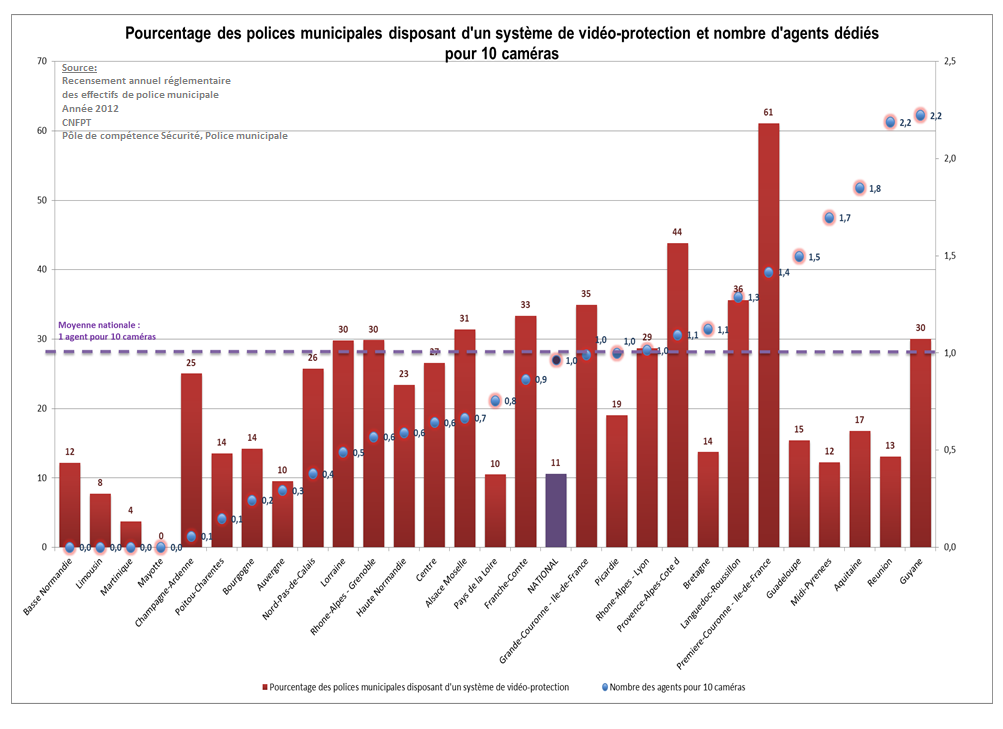 Pourcentage des polices municipales disposant d'un système de vidéo-protection et nombre d'agents dédiés
pour 10 caméras
Source:
Recensement annuel réglementaire
des effectifs de police municipale
Année 2012
CNFPT
Pôle de compétence Sécurité, Police municipale
70
60
50
40
30
20
10
0
2,5
2,0
1,5
1,0
0,5
0,0
Moyenne nationale :
1 agent pour 10 caméras
12
8
4
0
25
14
14
10
26
30
30
23
27
31
10
33
11
35
19
29
44
14
36
61
15
12
17
13
30
0,0
0,0
0,0
0,0
0,1
0,1
0,2
0,3
0,4
0,5
0,6
0,6
0,6
0,7
0,8
0,9
1,0
1,0
1,0
1,0
1,1
1,1
1,3
1,4
1,5
1,7
1,8
2,2
2,2
Basse Normandie
Limousin
Martinique
Mayotte
Champagne-Ardenne
Poitou-Charentes
Bourgogne
Auvergne
Nord-Pas-de-Calais
Lorraine
Rhone-Alpes - Grenoble
Haute Normandie
Centre
Alsace Moselle
Pays de la Loire
Franche-Comte
NATIONAL
Grande-Couronne - Ile-de-France
Picardie
Rhone-Alpes - Lyon
Provence-Alpes-Cote d
Bretagne
Languedoc-Roussillon
Premiere-Couronne - Ile-de-France
Guadeloupe
Midi-Pyrenees
Aquitaine
Reunion
Guyane
Pourcentage des polices municipales disposant d'un système de vidéo-protection
Nombre des agents pour 10 caméras